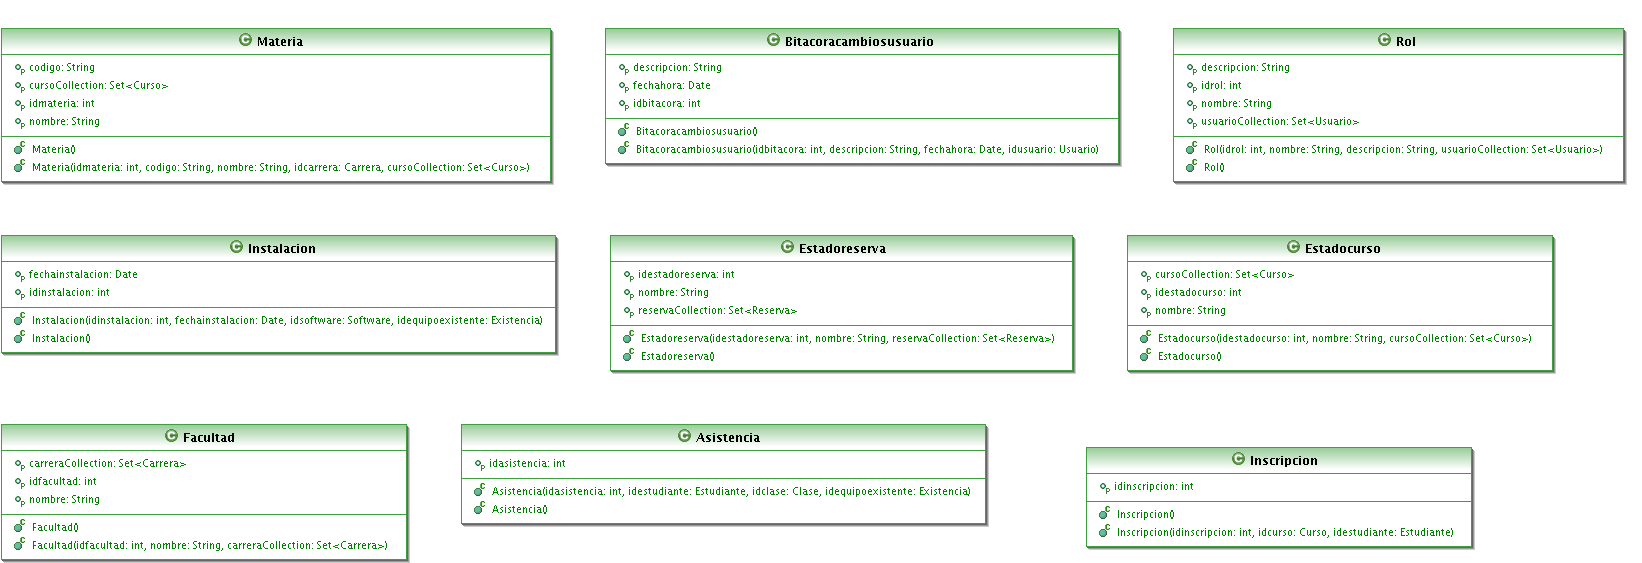 Materia
codigo: String
cursoCollection: Set<Curso>
idmateria: int
nombre: String
Materia()
Materia(idmateria: int, codigo: String, nombre: String, idcarrera: Carrera, cursoCollection: Set<Curso>)
Bitacoracambiosusuario
descripcion: String
fechahora: Date
idbitacora: int
Bitacoracambiosusuario()
Bitacoracambiosusuario(idbitacora: int, descripcion: String, fechahora: Date, idusuario: Usuario)
Rol
descripcion: String
idrol: int
nombre: String
usuarioCollection: Set<Usuario>
Rol(idrol: int, nombre: String, descripcion: String, usuarioCollection: Set<Usuario>)
Rol()
Instalacion
fechainstalacion: Date
idinstalacion: int
Instalacion(idinstalacion: int, fechainstalacion: Date, idsoftware: Software, idequipoexistente: Existencia)
Instalacion()
Estadoreserva
idestadoreserva: int
nombre: String
reservaCollection: Set<Reserva>
Estadoreserva(idestadoreserva: int, nombre: String, reservaCollection: Set<Reserva>)
Estadoreserva()
Estadocurso
cursoCollection: Set<Curso>
idestadocurso: int
nombre: String
Estadocurso(idestadocurso: int, nombre: String, cursoCollection: Set<Curso>)
Estadocurso()
Facultad
carreraCollection: Set<Carrera>
idfacultad: int
nombre: String
Facultad()
Facultad(idfacultad: int, nombre: String, carreraCollection: Set<Carrera>)
Asistencia
idasistencia: int
Asistencia(idasistencia: int, idestudiante: Estudiante, idclase: Clase, idequipoexistente: Existencia)
Asistencia()
Inscripcion
idinscripcion: int
Inscripcion()
Inscripcion(idinscripcion: int, idcurso: Curso, idestudiante: Estudiante)